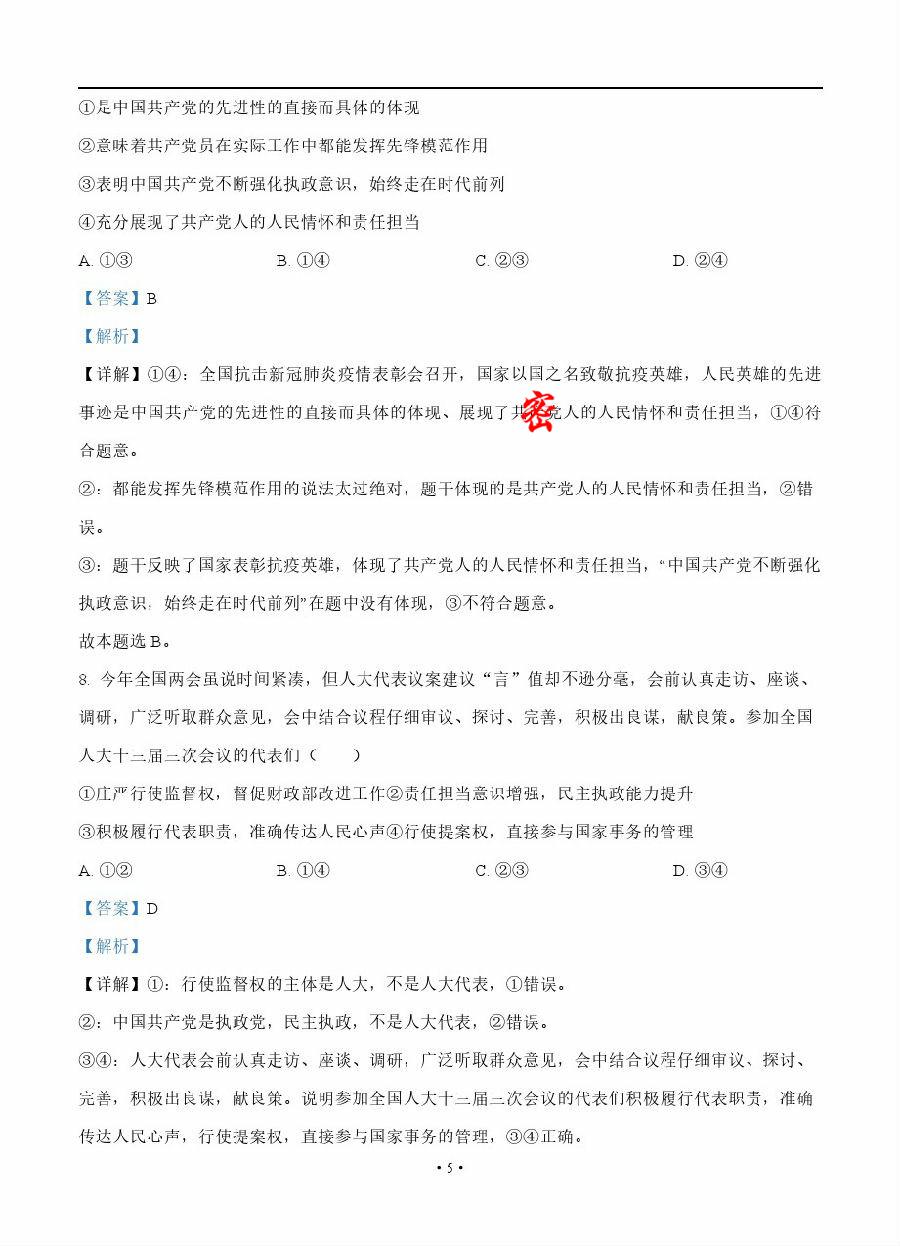 ①是中国共产党的先进性的直接而具体的体现
②意味着共产党员在实际工作中都能发挥先锋模范作用
③表明中国共产党不断强化执政意识，始终走在时代前列
④充分展现了共产党人的人民情怀和责任担当
A. ①③ B. ①④ C. ②③ D. ②④
【答案】B
【解析】
【详解】①④：全国抗击新冠肺炎疫情表彰会召开，国家以国之名致敬抗疫英雄，人民英雄的先进
事迹是中国共产党的先进性的直接而具体的体现、展现了共产党人的人民情怀和责任担当，①④符
密
合题意。
②：都能发挥先锋模范作用的说法太过绝对，题干体现的是共产党人的人民情怀和责任担当，②错
误。
③：题干反映了国家表彰抗疫英雄，体现了共产党人的人民情怀和责任担当，“中国共产党不断强化
执政意识，始终走在时代前列”在题中没有体现，③不符合题意。
故本题选 B。
8. 今年全国两会虽说时间紧凑，但人大代表议案建议“言”值却不逊分毫，会前认真走访、座谈、
调研，广泛听取群众意见，会中结合议程仔细审议、探讨、完善，积极出良谋，献良策。参加全国
人大十三届三次会议的代表们（　　）
①庄严行使监督权，督促财政部改进工作②责任担当意识增强，民主执政能力提升
③积极履行代表职责，准确传达人民心声④行使提案权，直接参与国家事务的管理
A. ①② B. ①④ C. ②③ D. ③④
【答案】D
【解析】
【详解】①：行使监督权的主体是人大，不是人大代表，①错误。
②：中国共产党是执政党，民主执政，不是人大代表，②错误。
③④：人大代表会前认真走访、座谈、调研，广泛听取群众意见，会中结合议程仔细审议、探讨、
完善，积极出良谋，献良策。说明参加全国人大十三届三次会议的代表们积极履行代表职责，准确
传达人民心声，行使提案权，直接参与国家事务的管理，③④正确。
• 5 •